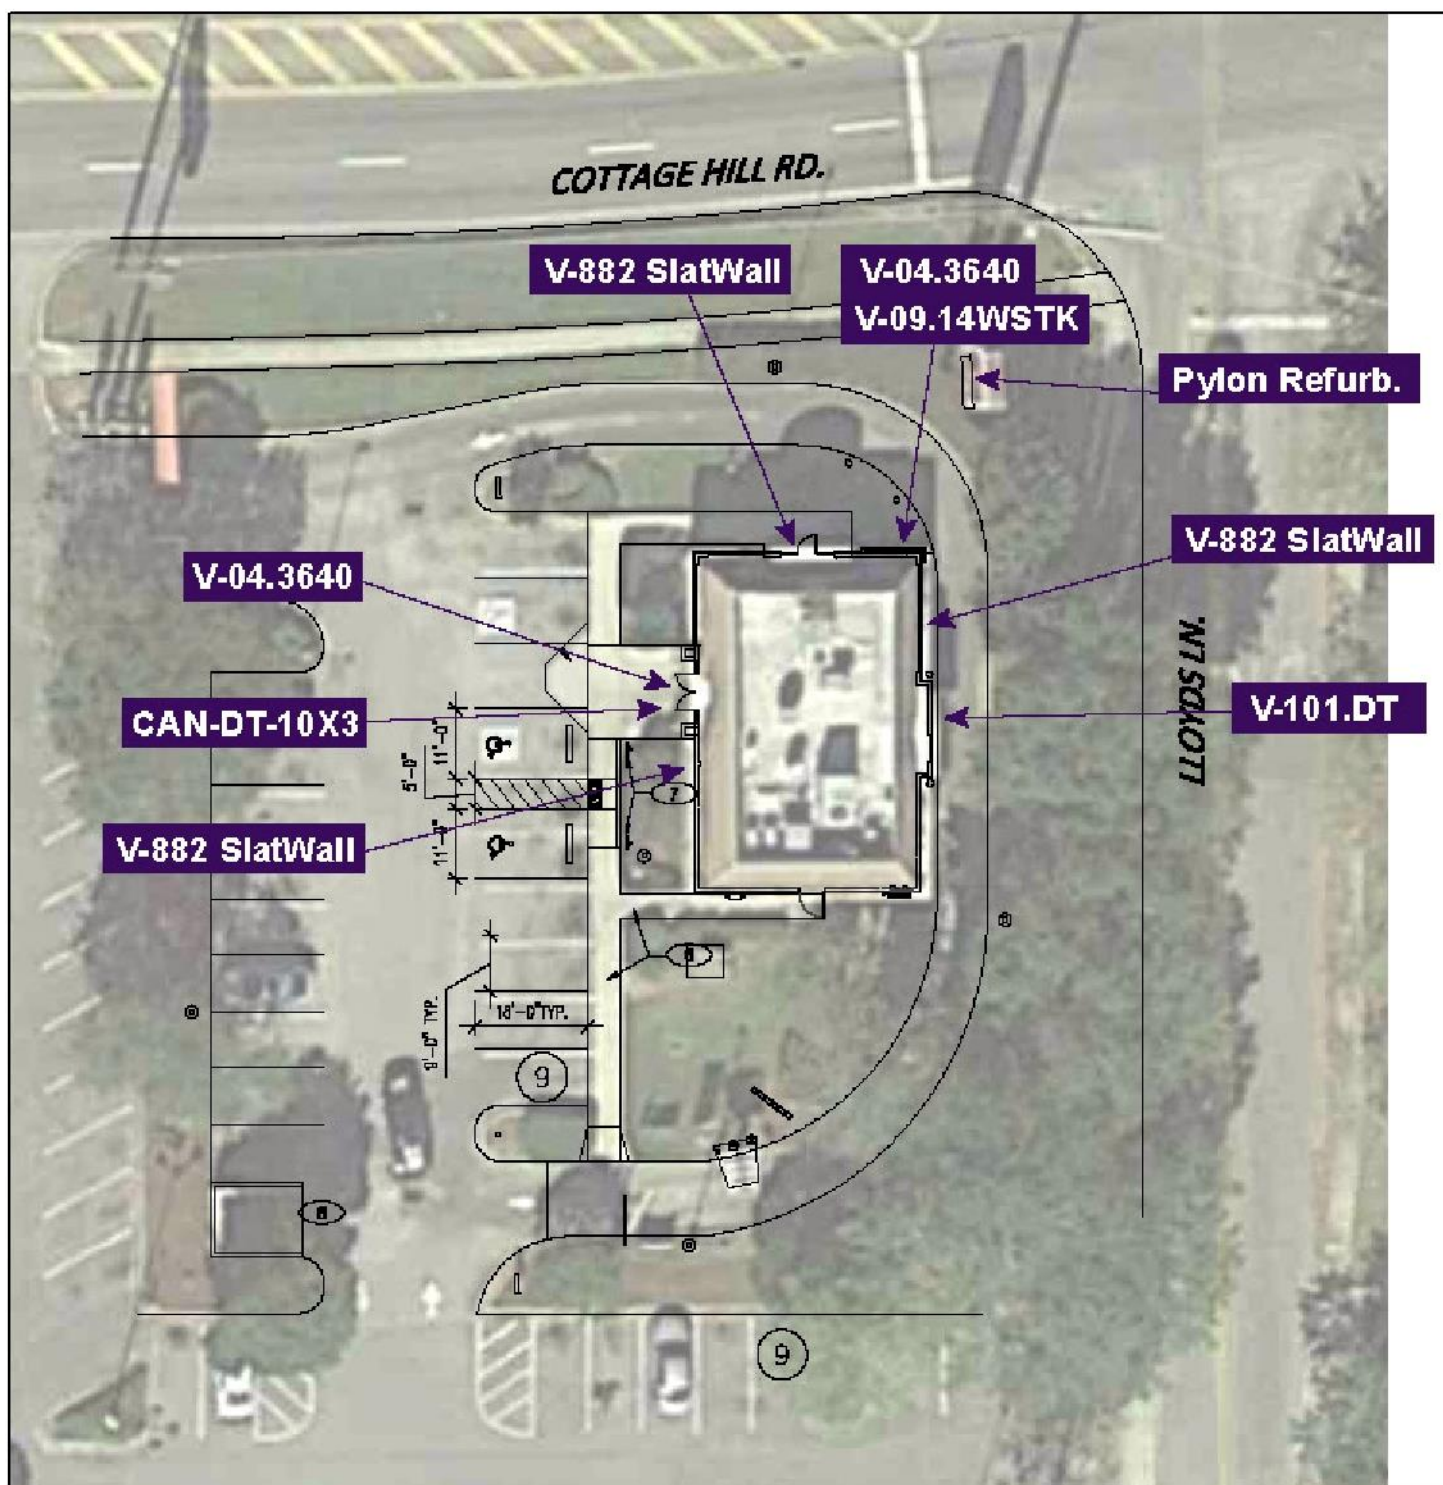 COTTAGE HILL RD.
V-882 SlatWall
V-04.3640
V-09.14WSTK
Pylon Refurb.
V-882 SlatWall
V-04.3640
LLOYDS LN.
V-101.DT
CAN-DT-10X3
11'-0"
5'-0"
7
V-882 SlatWall
11'-0"
18'-0"TYP.
9'-0" TYP.
9
9